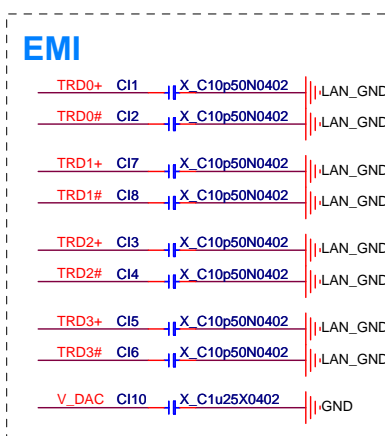 EMI
TRD0+ CI1 X_C10p50N0402 LAN_GND
TRD0# CI2 X_C10p50N0402 LAN_GND
TRD1+ CI7 X_C10p50N0402 LAN_GND
TRD1# CI8 X_C10p50N0402 LAN_GND
TRD2+ CI3 X_C10p50N0402 LAN_GND
TRD2# CI4 X_C10p50N0402 LAN_GND
TRD3+ CI5 X_C10p50N0402 LAN_GND
TRD3# CI6 X_C10p50N0402 LAN_GND
V_DAC CI10 X_C1u25X0402 GND